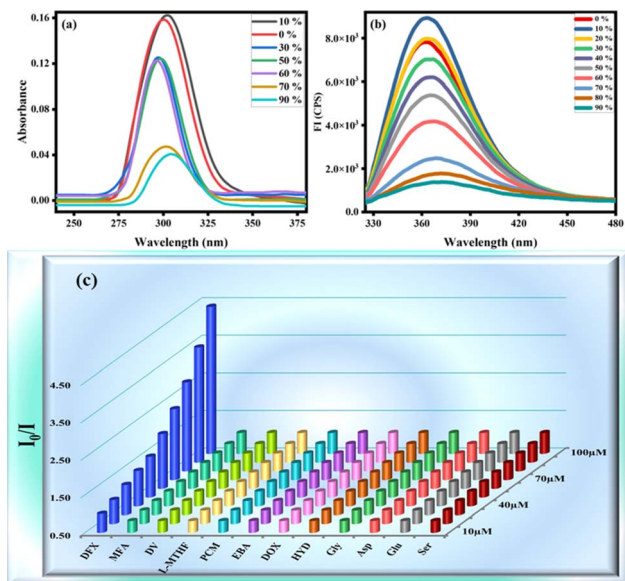 (a)
10 %
0 %
30 %
50 %
60 %
70 %
90 %
0.16
0.12
0.08
0.04
0.00
Absorbance
250
275
300
325
350
375
Wavelength (nm)
(b)
0 %
10 %
20 %
30 %
40 %
50 %
60 %
70 %
80 %
90 %
8.0×10³
6.0×10³
4.0×10³
2.0×10³
0.0
FI (CPS)
330
360
390
420
450
480
Wavelength (nm)
(c)
4.50
3.50
2.50
1.50
0.50
I₀/I
DFX
MFA
DV
L-MTHF
PCM
EBA
DOX
HYD
Gly
Asp
Glu
Ser
10µM
40µM
70µM
100µM